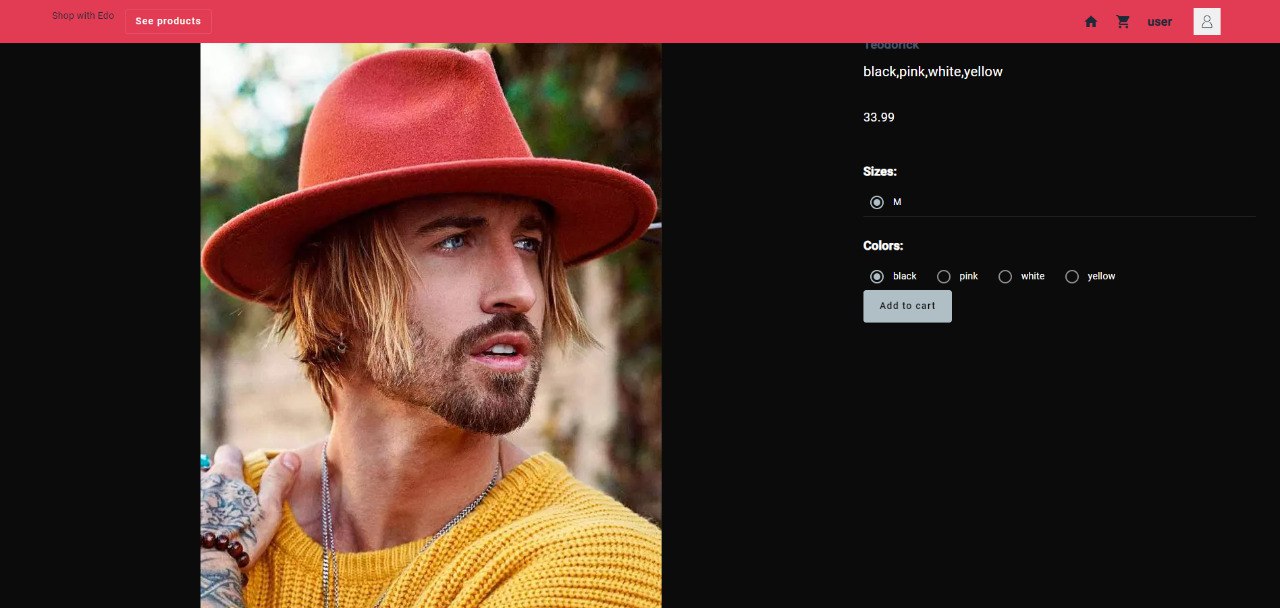 Shop with Edo
See products
user
Teodorick
black,pink,white,yellow
33.99
Sizes:
M
Colors:
black
pink
white
yellow
Add to cart